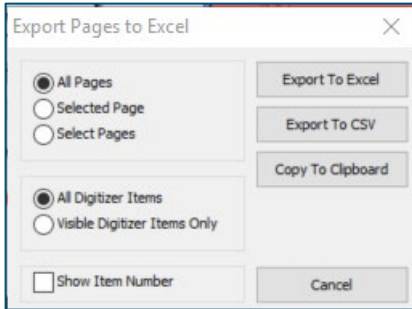 Export Pages to Excel
All Pages
Selected Page
Select Pages
Export To Excel
Export To CSV
Copy To Clipboard
All Digitizer Items
Visible Digitizer Items Only
Show Item Number
Cancel